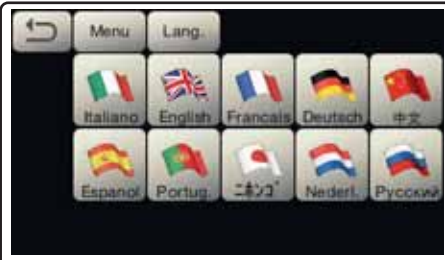 Menu Lang.
Italiano English Francais Deutsch 中文
Espanol Portug. ニホンゴ Nederl. Русский